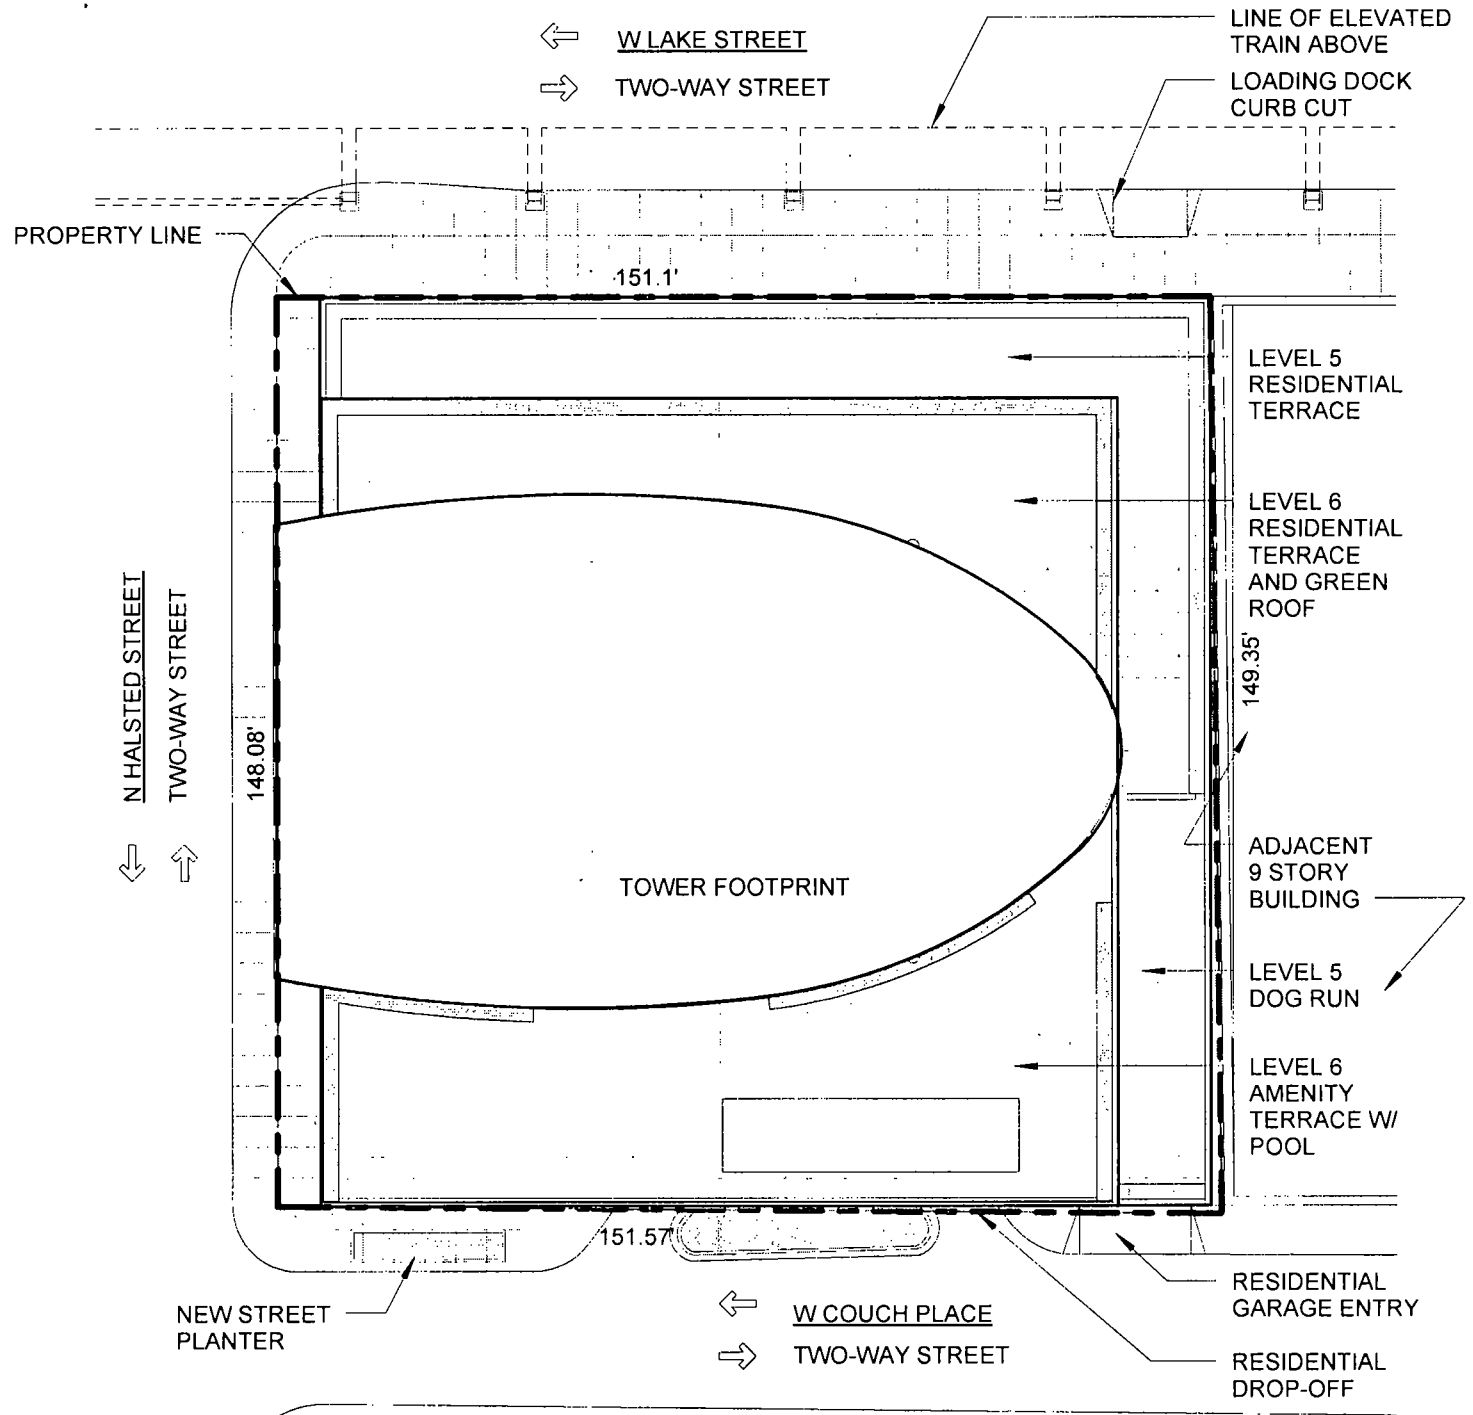 W LAKE STREET
TWO-WAY STREET
LINE OF ELEVATED
TRAIN ABOVE
LOADING DOCK
CURB CUT
PROPERTY LINE
151.1'
LEVEL 5
RESIDENTIAL
TERRACE
LEVEL 6
RESIDENTIAL
TERRACE
AND GREEN
ROOF
N HALSTED STREET
TWO-WAY STREET
148.08'
149.35'
TOWER FOOTPRINT
ADJACENT
9 STORY
BUILDING
LEVEL 5
DOG RUN
LEVEL 6
AMENITY
TERRACE W/
POOL
151.57'
NEW STREET
PLANTER
W COUCH PLACE
TWO-WAY STREET
RESIDENTIAL
GARAGE ENTRY
RESIDENTIAL
DROP-OFF